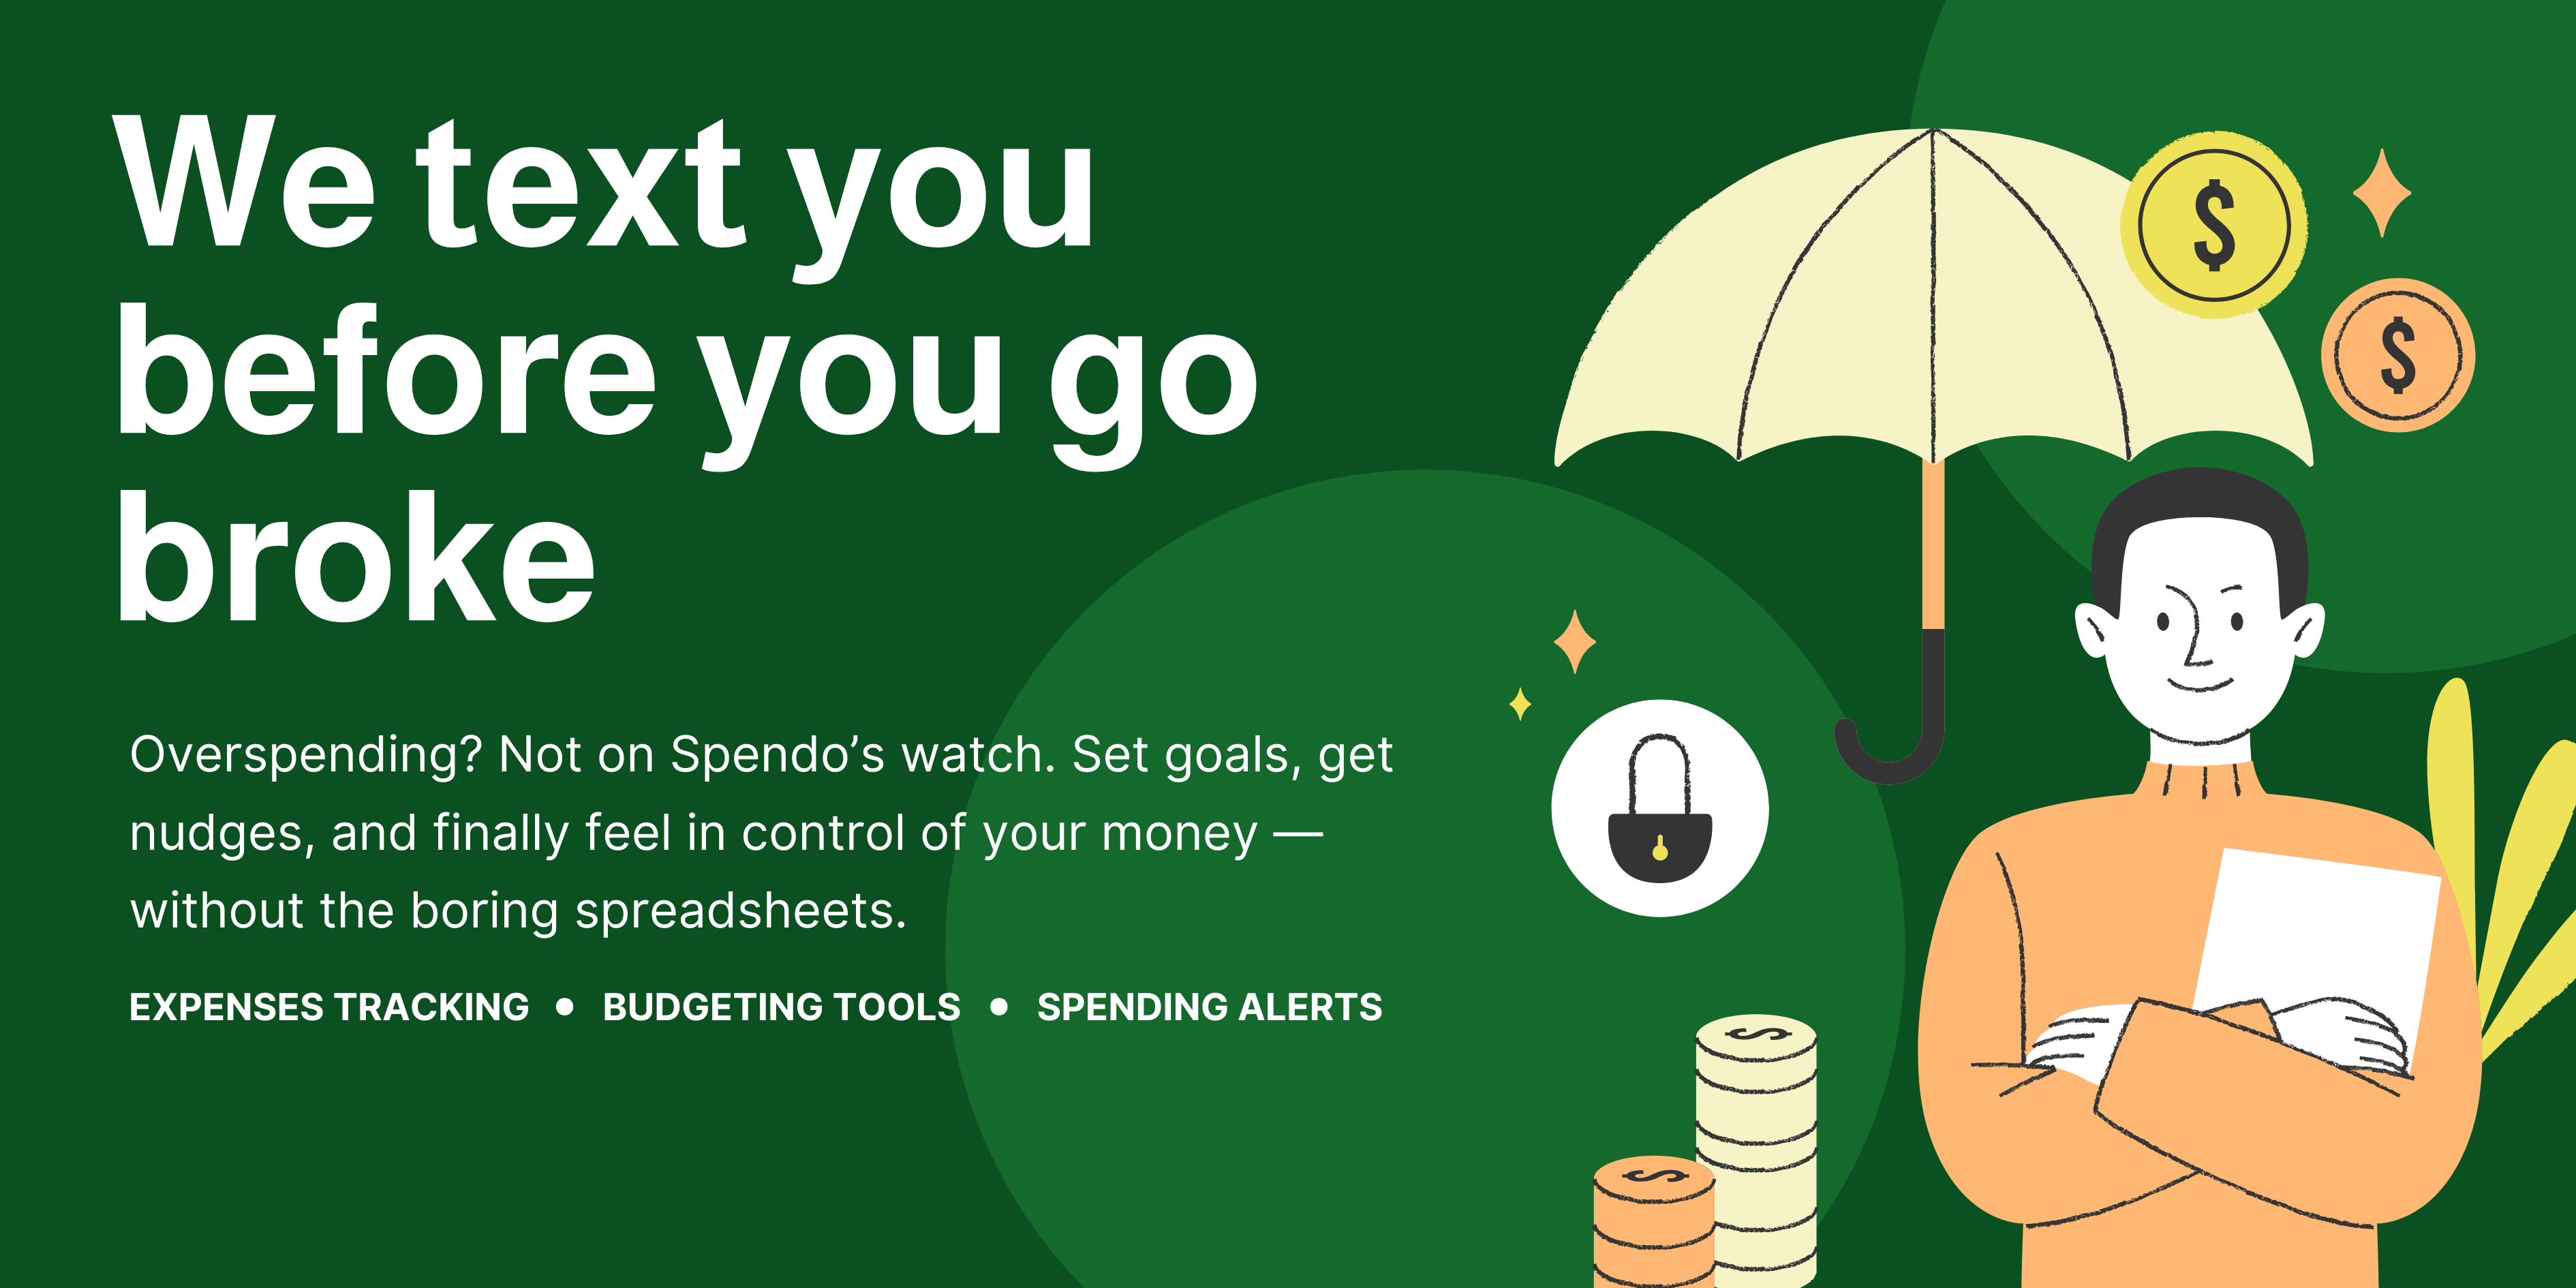 We text you
before you go
broke
Overspending? Not on Spendo’s watch. Set goals, get
nudges, and finally feel in control of your money —
without the boring spreadsheets.
EXPENSES TRACKING • BUDGETING TOOLS • SPENDING ALERTS
$
$
$
$